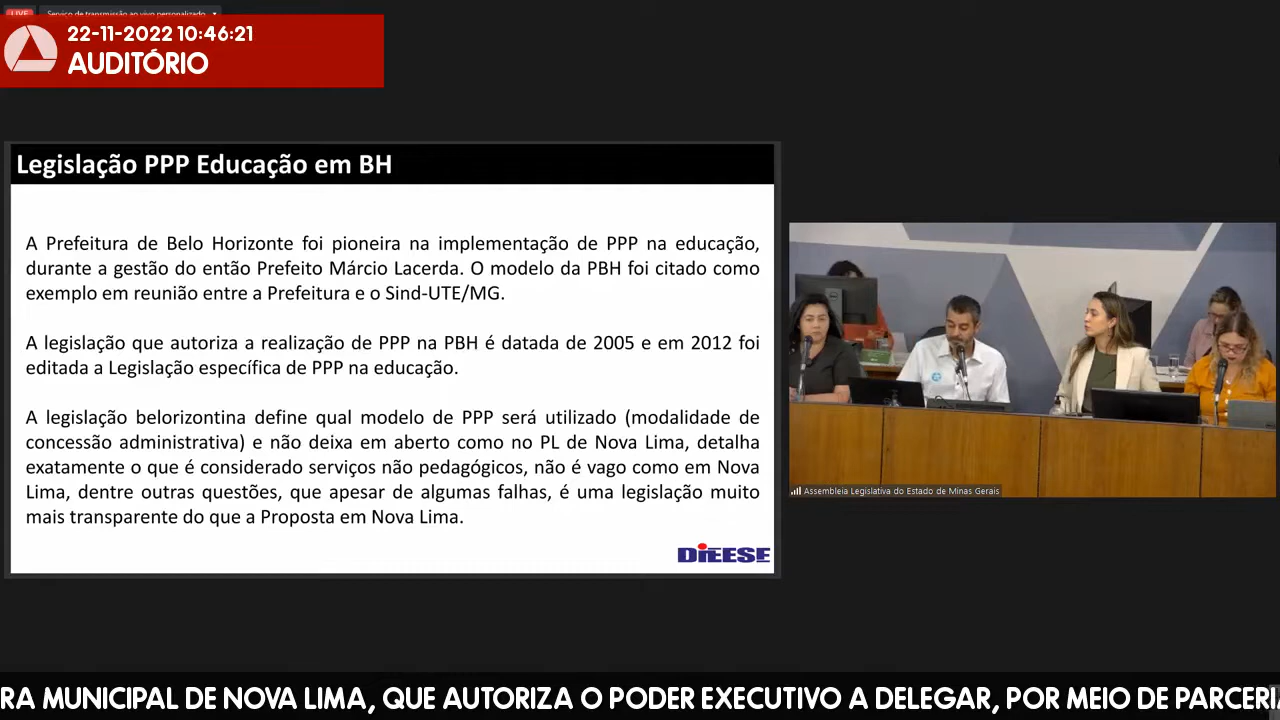 LIVE Serviço de transmissão ao vivo personalizado
22-11-2022 10:46:21
AUDITÓRIO
Legislação PPP Educação em BH
A Prefeitura de Belo Horizonte foi pioneira na implementação de PPP na educação,
durante a gestão do então Prefeito Márcio Lacerda. O modelo da PBH foi citado como
exemplo em reunião entre a Prefeitura e o Sind-UTE/MG.
A legislação que autoriza a realização de PPP na PBH é datada de 2005 e em 2012 foi
editada a Legislação específica de PPP na educação.
A legislação belorizontina define qual modelo de PPP será utilizado (modalidade de
concessão administrativa) e não deixa em aberto como no PL de Nova Lima, detalha
exatamente o que é considerado serviços não pedagógicos, não é vago como em Nova
Lima, dentre outras questões, que apesar de algumas falhas, é uma legislação muito
mais transparente do que a Proposta em Nova Lima.
DIEESE
Assembleia Legislativa do Estado de Minas Gerais
RA MUNICIPAL DE NOVA LIMA, QUE AUTORIZA O PODER EXECUTIVO A DELEGAR, POR MEIO DE PARCERI